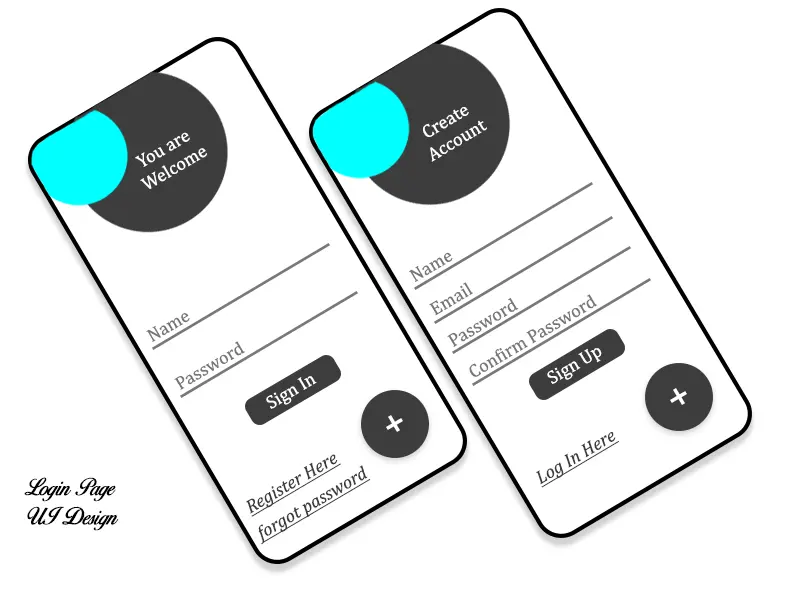 You are
Welcome
Name
Password
Sign In
+
Register Here
forgot password
Create
Account
Name
Email
Password
Confirm Password
Sign Up
+
Log In Here
Login Page
UI Design